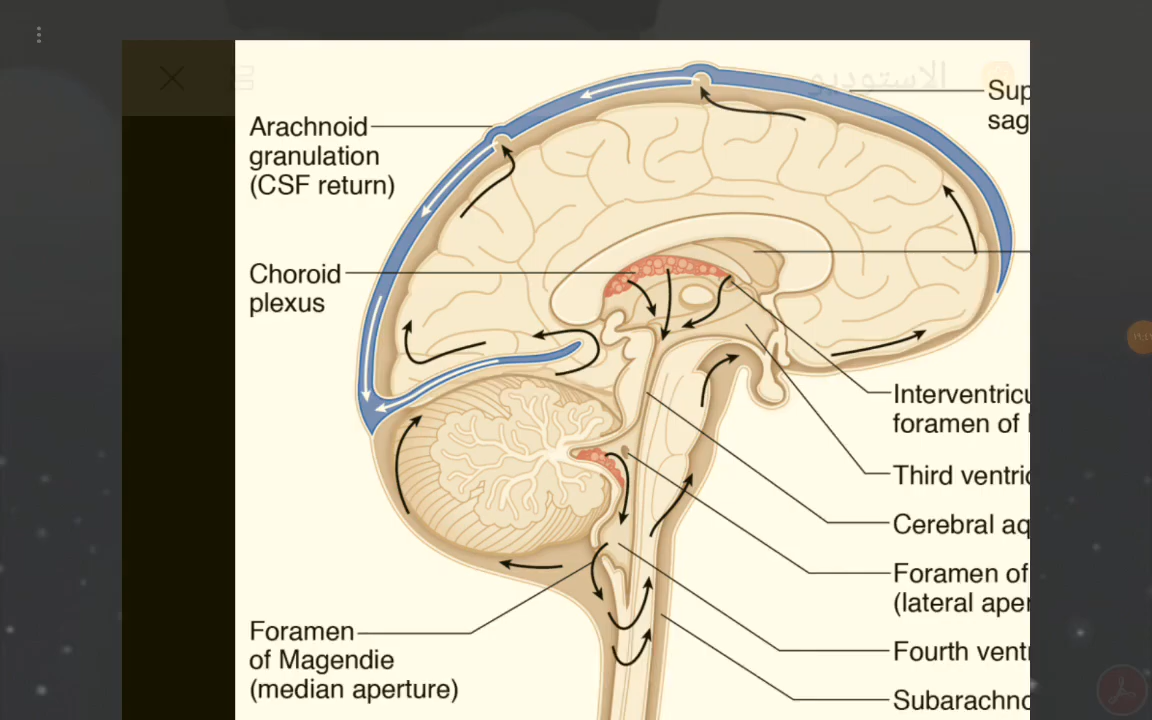 الاستوديو
Sup
sag
Arachnoid
granulation
(CSF return)
Choroid
plexus
Interventricu
foramen of
Third ventric
Cerebral aq
Foramen of
(lateral aper
Foramen
of Magendie
(median aperture)
Fourth ventr
Subarachno